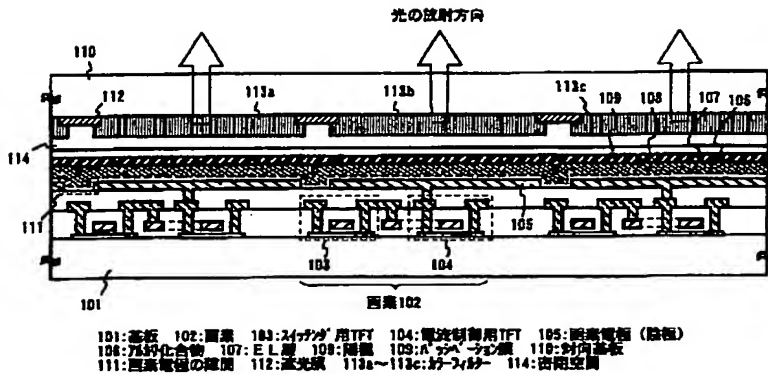 光の放射方向
110
112
113a
113b
113c
109
108
107
106
114
111
105
103
104
101
画素102
101:基板 102:画素 103:スイッチング用TFT 104:電流制御用TFT 105:画素電極(陰極)
106:アルカリ化合物 107:EL層 108:陽極 109:パッシベーション膜 110:対向基板
111:画素電極の隙間 112:遮光膜 113a~113c:カラーフィルター 114:密閉空間